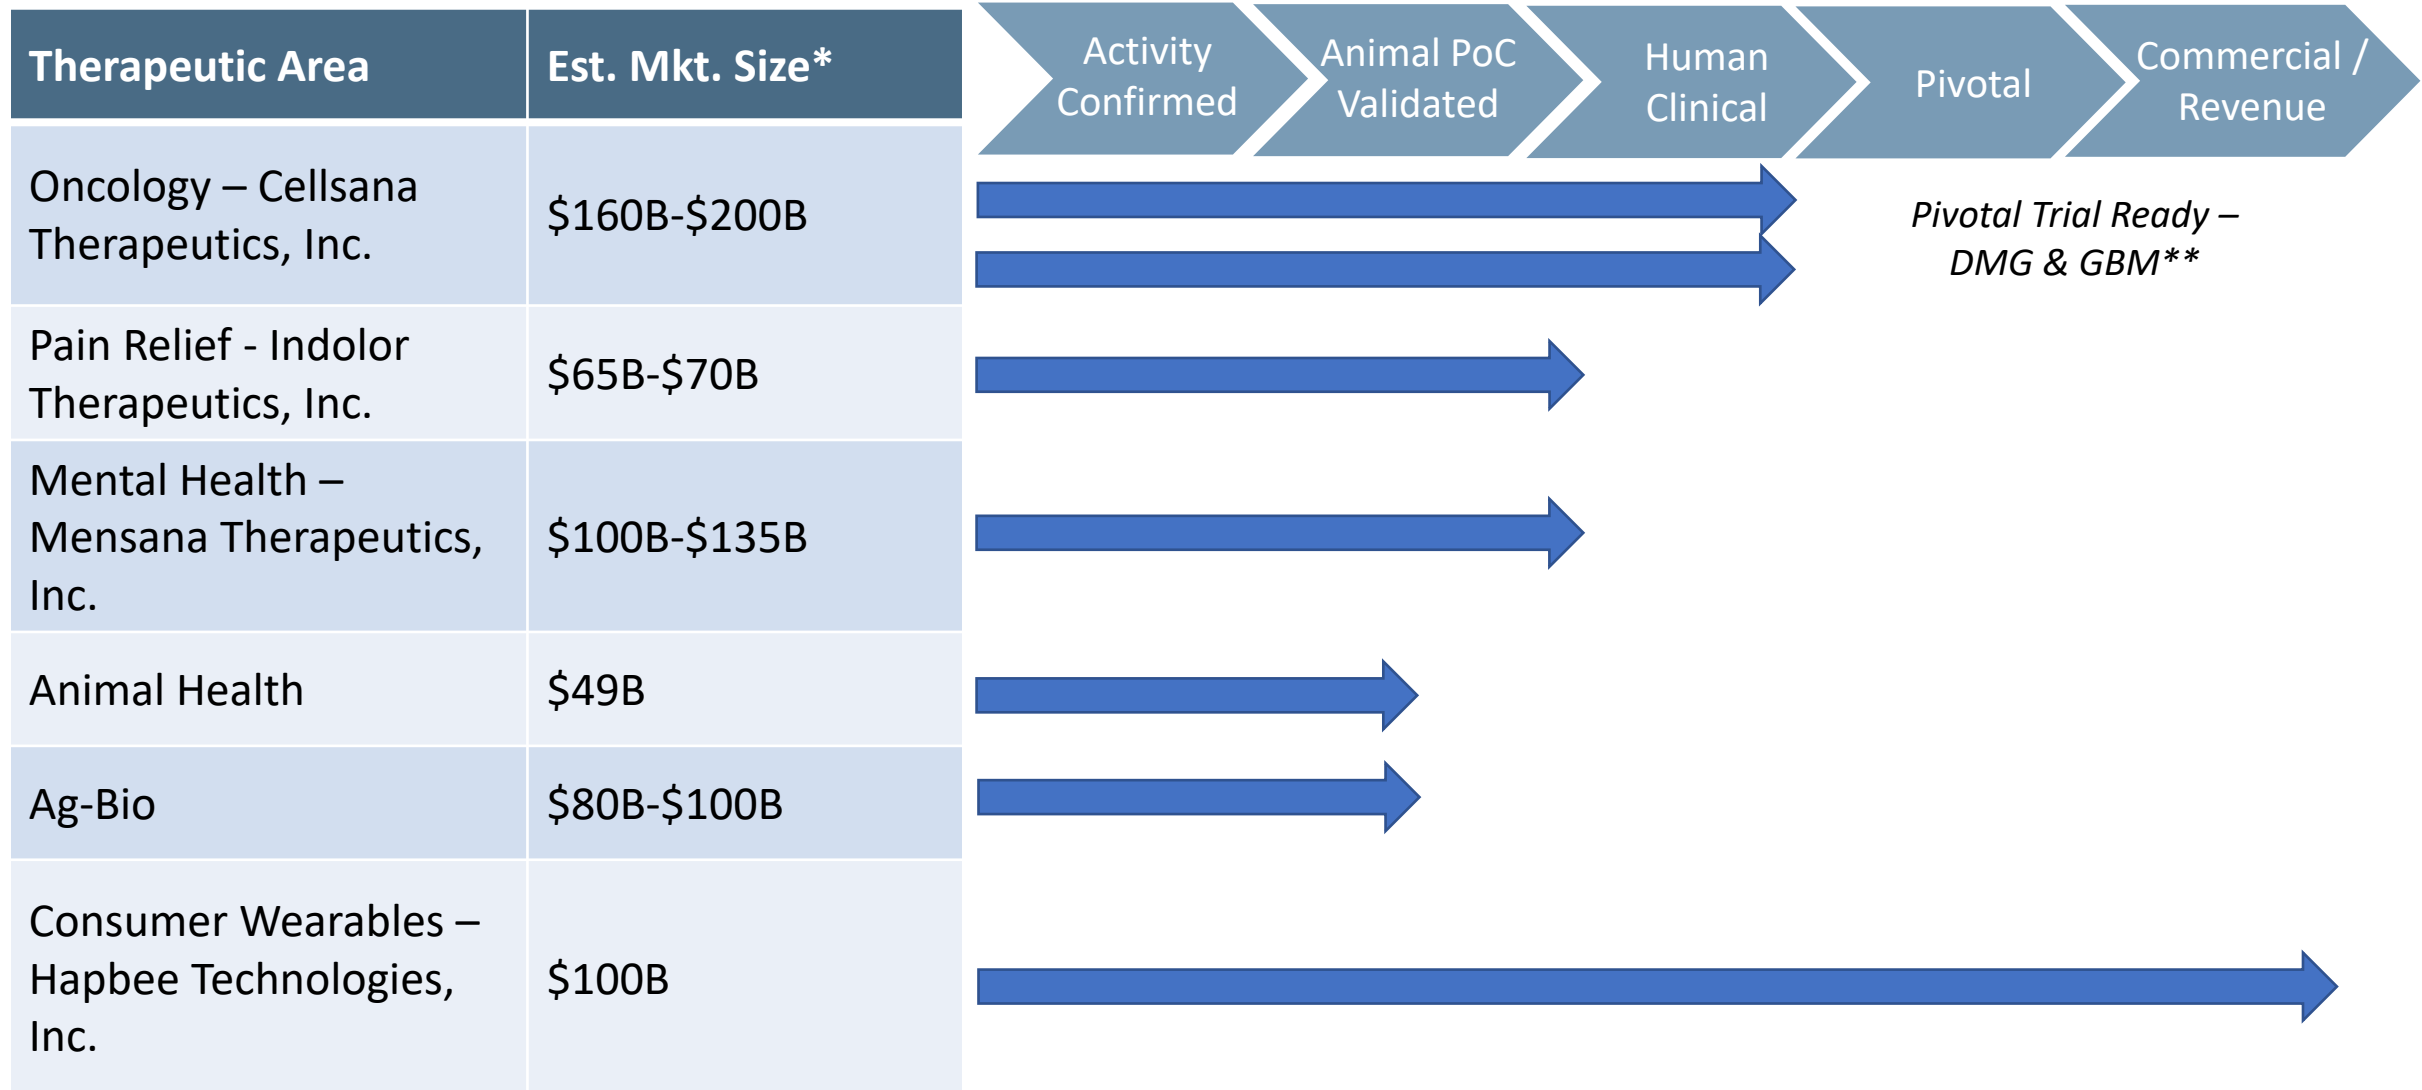 Therapeutic Area
Est. Mkt. Size*
Activity
Confirmed
Animal PoC
Validated
Human
Clinical
Pivotal
Commercial /
Revenue
Oncology – Cellsana
Therapeutics, Inc.
$160B-$200B
Pivotal Trial Ready –
DMG & GBM**
Pain Relief - Indolor
Therapeutics, Inc.
$65B-$70B
Mental Health –
Mensana Therapeutics,
Inc.
$100B-$135B
Animal Health
$49B
Ag-Bio
$80B-$100B
Consumer Wearables –
Hapbee Technologies,
Inc.
$100B